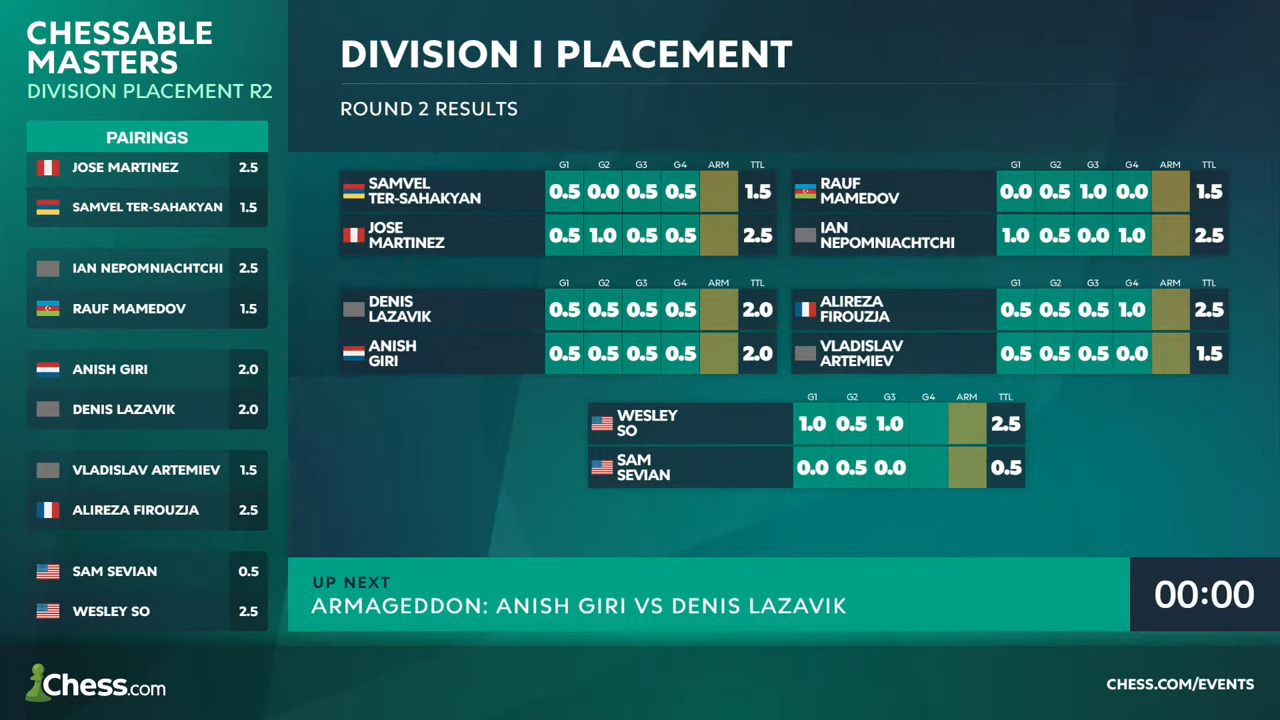 CHESSABLE
MASTERS
DIVISION PLACEMENT R2
PAIRINGS
JOSE MARTINEZ 2.5
SAMVEL TER-SAHAKYAN 1.5
IAN NEPOMNIACHTCHI 2.5
RAUF MAMEDOV 1.5
ANISH GIRI 2.0
DENIS LAZAVIK 2.0
VLADISLAV ARTEMIEV 1.5
ALIREZA FIROUZJA 2.5
SAM SEVIAN 0.5
WESLEY SO 2.5
DIVISION I PLACEMENT
ROUND 2 RESULTS
G1 G2 G3 G4 ARM TTL
SAMVEL
TER-SAHAKYAN 0.5 0.0 0.5 0.5 1.5
JOSE
MARTINEZ 0.5 1.0 0.5 0.5 2.5
G1 G2 G3 G4 ARM TTL
RAUF
MAMEDOV 0.0 0.5 1.0 0.0 1.5
IAN
NEPOMNIACHTCHI 1.0 0.5 0.0 1.0 2.5
G1 G2 G3 G4 ARM TTL
DENIS
LAZAVIK 0.5 0.5 0.5 0.5 2.0
ANISH
GIRI 0.5 0.5 0.5 0.5 2.0
G1 G2 G3 G4 ARM TTL
ALIREZA
FIROUZJA 0.5 0.5 0.5 1.0 2.5
VLADISLAV
ARTEMIEV 0.5 0.5 0.5 0.0 1.5
G1 G2 G3 G4 ARM TTL
WESLEY
SO 1.0 0.5 1.0 2.5
SAM
SEVIAN 0.0 0.5 0.0 0.5
UP NEXT
ARMAGEDDON: ANISH GIRI VS DENIS LAZAVIK
00:00
Chess.com
CHESS.COM/EVENTS